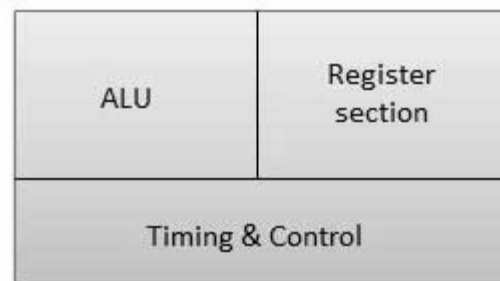 ALU
Register
section
Timing & Control